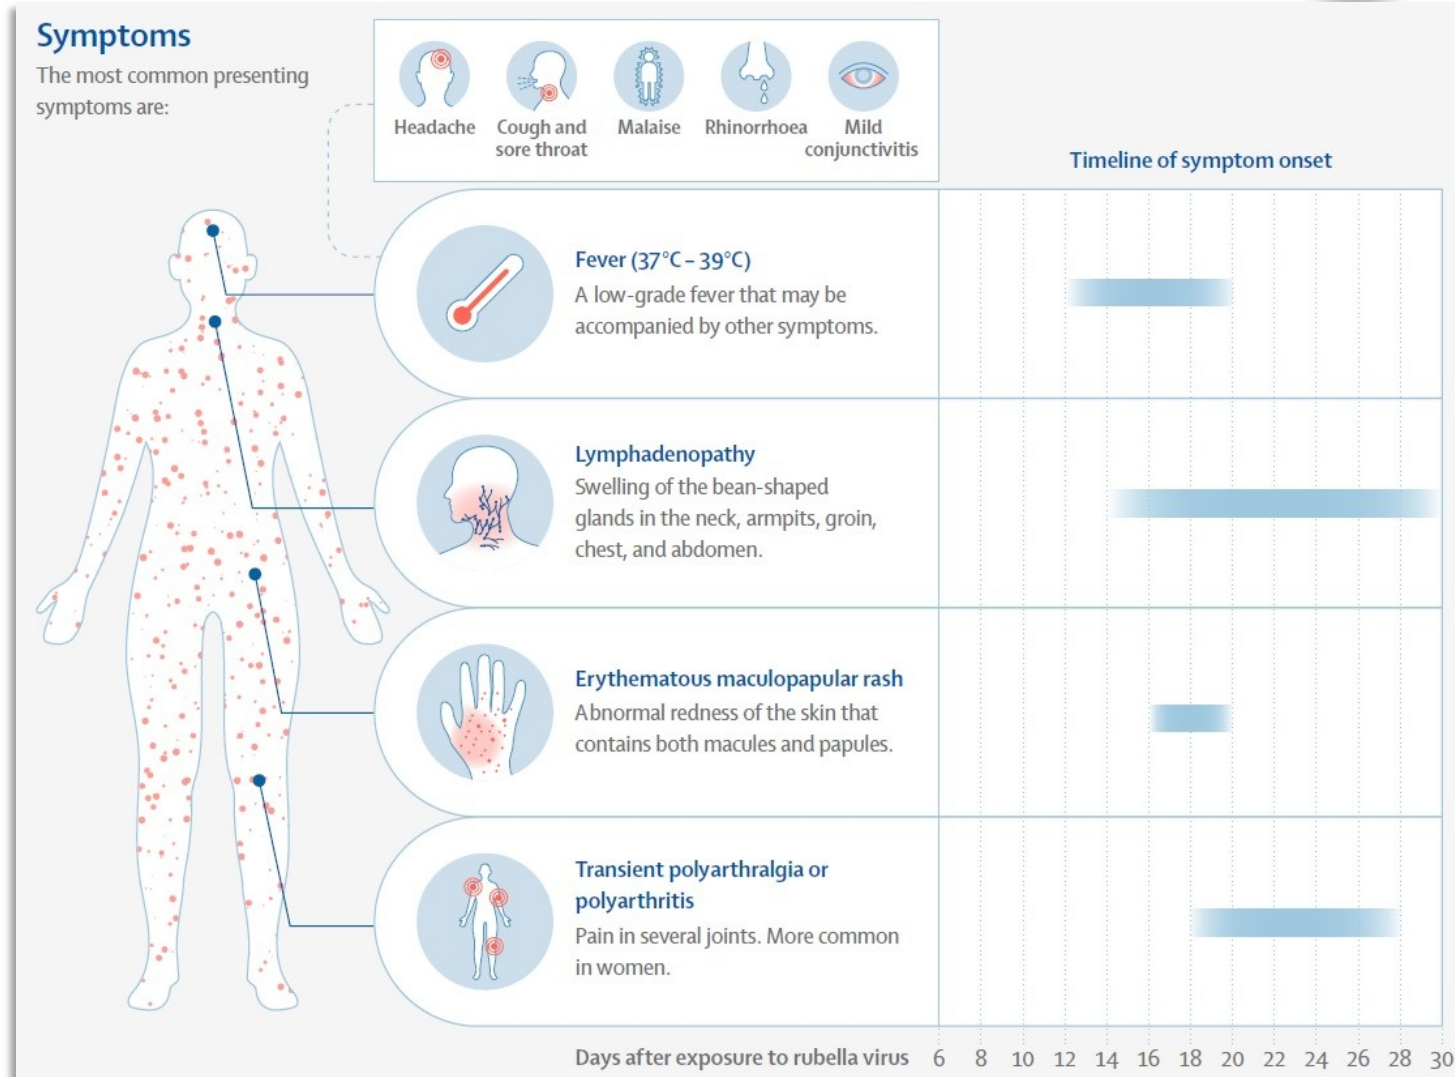 Symptoms
The most common presenting
symptoms are:
Headache
Cough and
sore throat
Malaise
Rhinorrhoea
Mild
conjunctivitis
Timeline of symptom onset
Fever (37°C – 39°C)
A low-grade fever that may be
accompanied by other symptoms.
Lymphadenopathy
Swelling of the bean-shaped
glands in the neck, armpits, groin,
chest, and abdomen.
Erythematous maculopapular rash
Abnormal redness of the skin that
contains both macules and papules.
Transient polyarthralgia or
polyarthritis
Pain in several joints. More common
in women.
Days after exposure to rubella virus 6 8 10 12 14 16 18 20 22 24 26 28 30